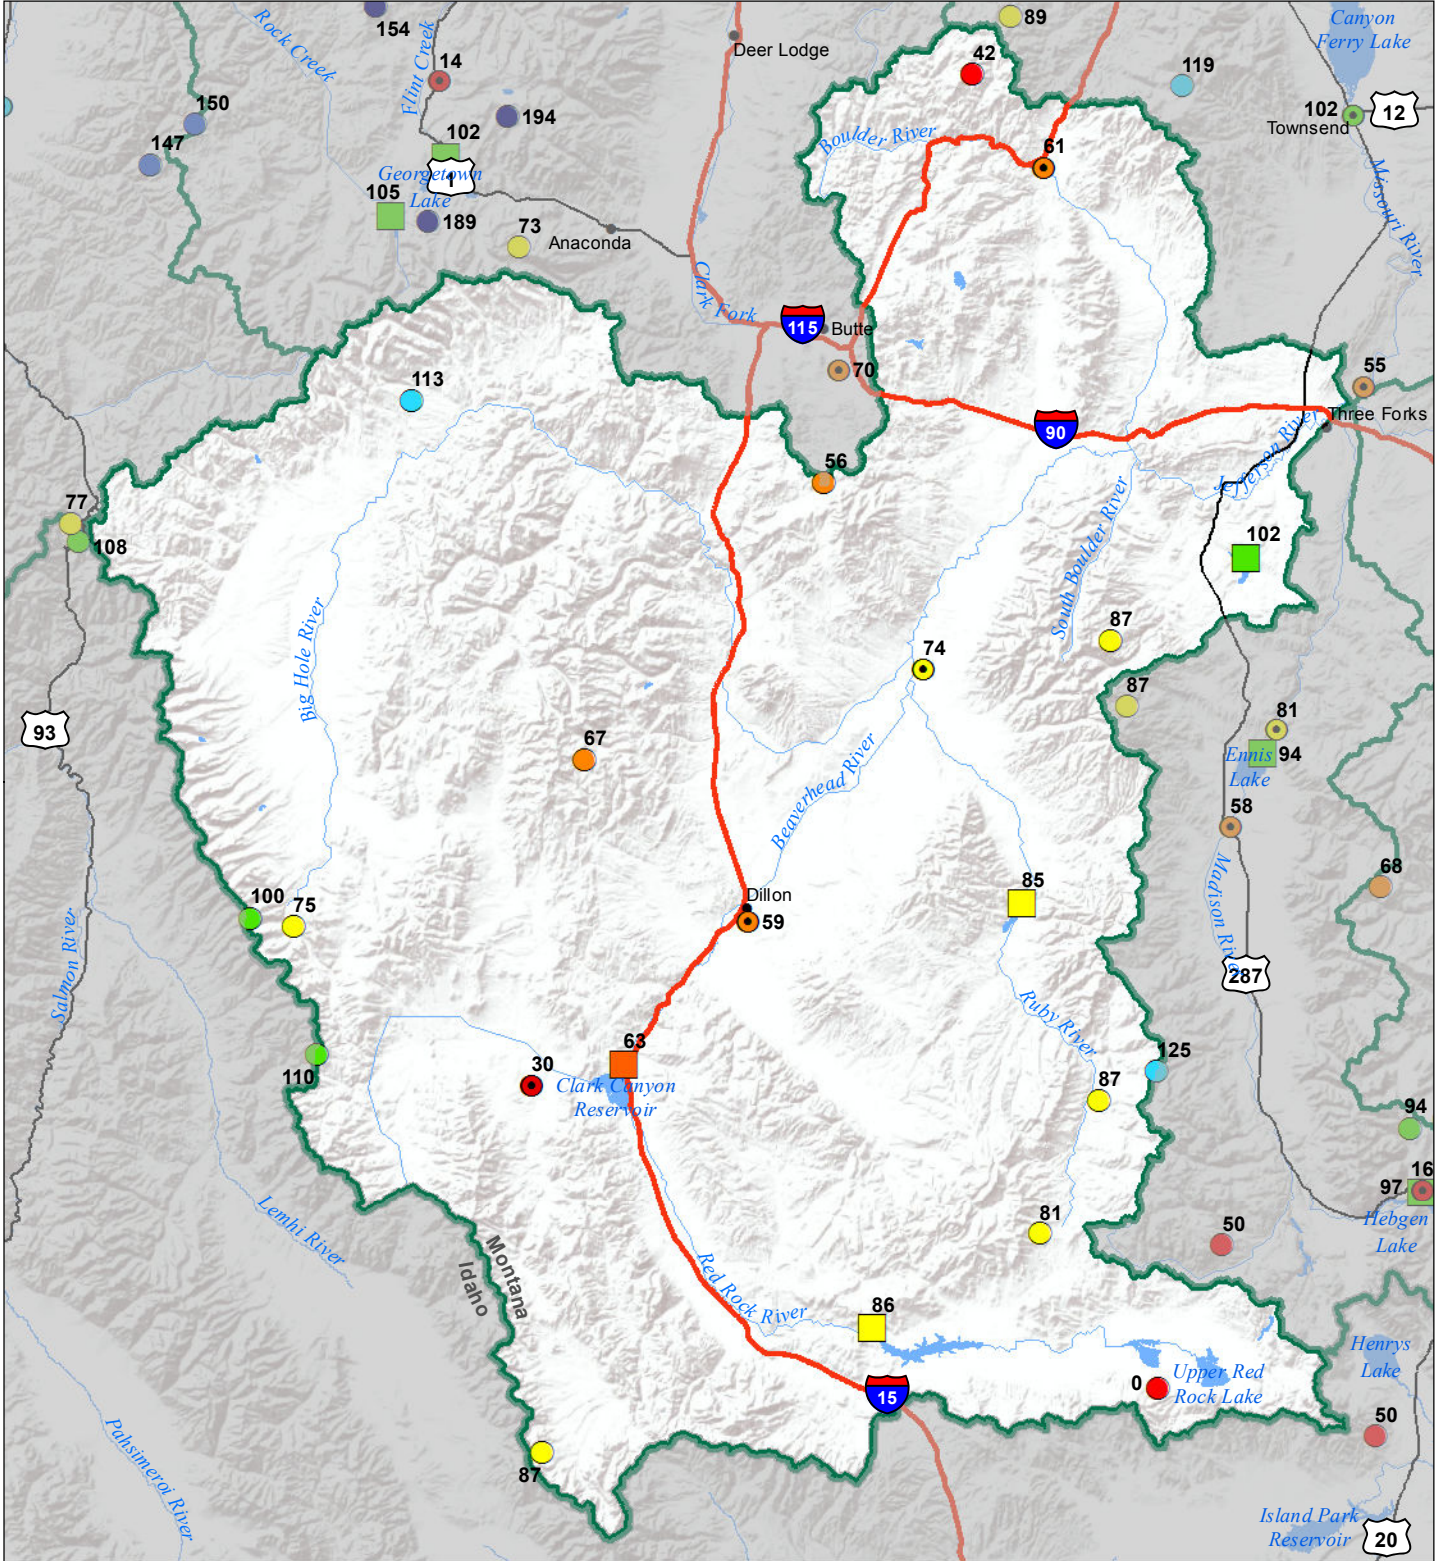 154
Rock Creek
Flint Creek
14
Deer Lodge
89
42
Canyon
Ferry Lake
119
150
194
102
Townsend
12
147
102
Boulder River
61
Georgetown
Lake
1
105
189
73
Anaconda
Missouri River
Clark Fork
115
Butte
70
55
113
90
Three Forks
Jefferson River
56
77
108
102
South Boulder River
Big Hole River
87
74
87
93
67
81
Ennis
Lake
94
Beaverhead River
58
68
85
Dillon
59
100
75
Madison River
287
Salmon River
Ruby River
63
125
110
30
Clark Canyon
Reservoir
87
94
16
97
Hebgen
Lake
Lemhi River
81
50
Montana
Idaho
Red Rock River
86
Henrys
Lake
0
Upper Red
Rock Lake
15
50
Pahsimeroi River
87
Island Park
Reservoir
20